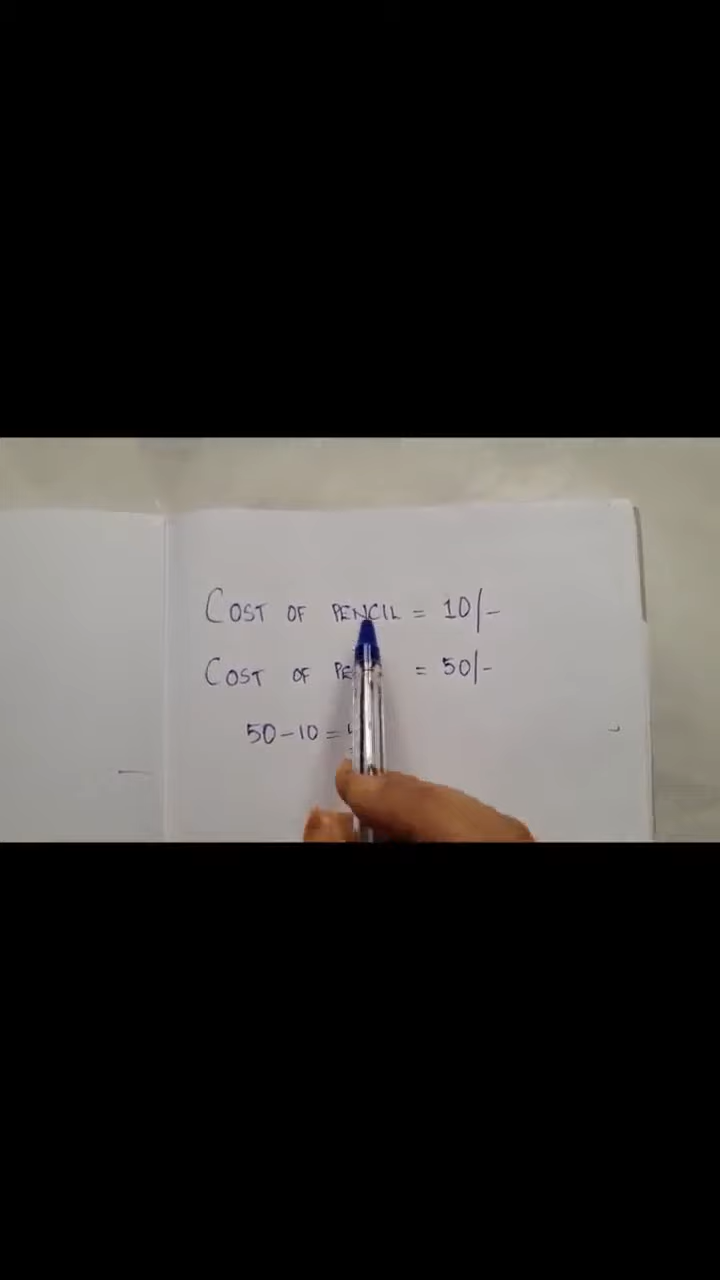 COST OF PENCIL = 10/-
COST OF = 50/-
50-10=